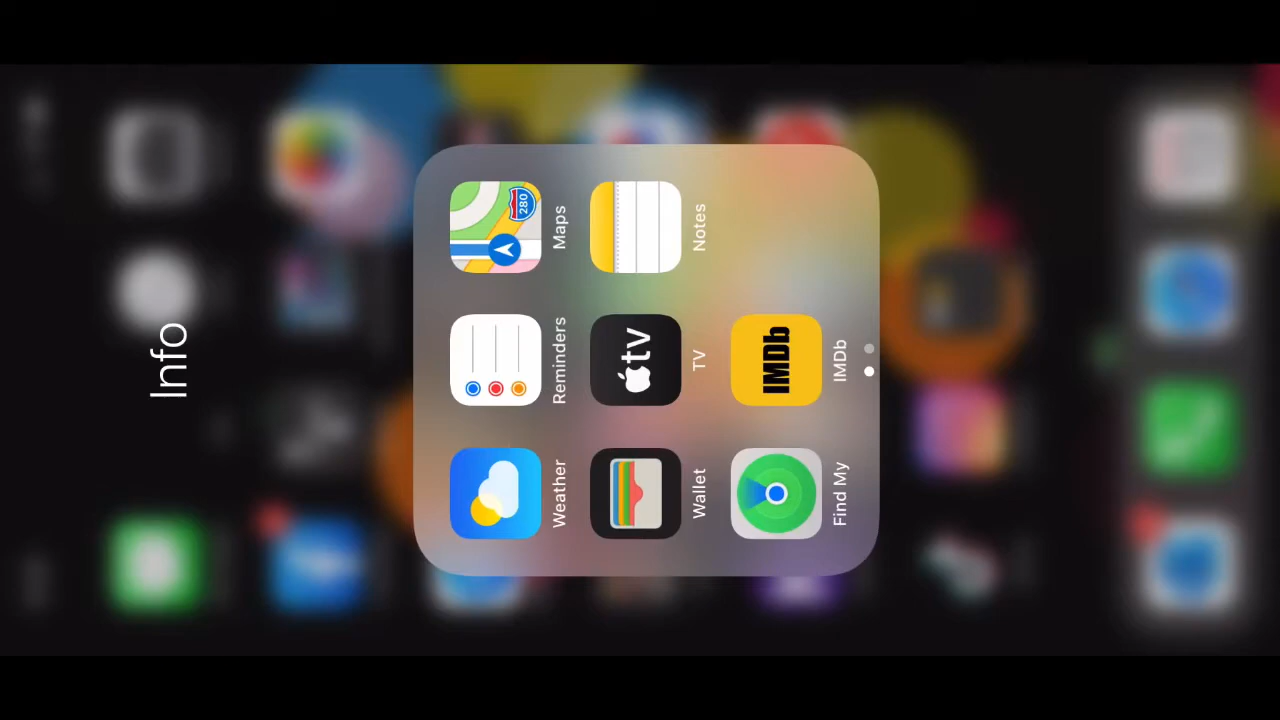 Info
280
Weather Reminders Maps
tv
Wallet TV Notes
IMDb
Find My IMDb